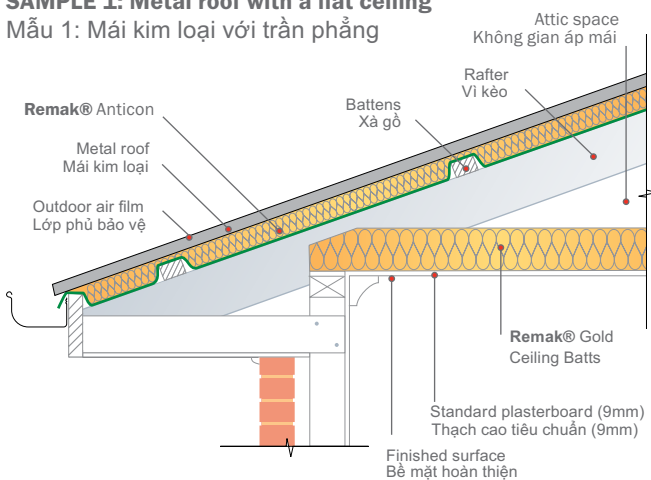 SAMPLE 1: Metal roof with a flat ceiling
Mẫu 1: Mái kim loại với trần phẳng
Attic space
Không gian áp mái
Rafter
Vì kèo
Battens
Xà gồ
Remak® Anticon
Metal roof
Mái kim loại
Outdoor air film
Lớp phủ bảo vệ
Remak® Gold
Ceiling Batts
Standard plasterboard (9mm)
Thạch cao tiêu chuẩn (9mm)
Finished surface
Bề mặt hoàn thiện